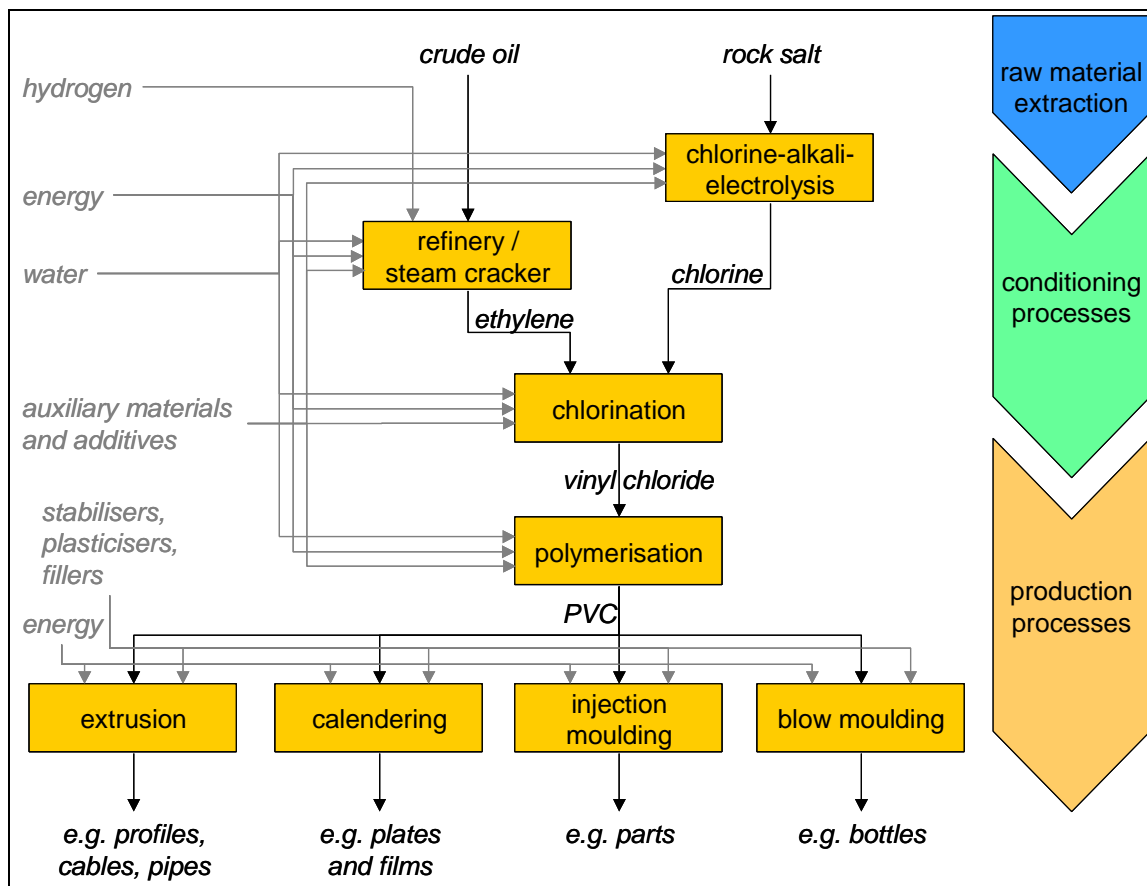 crude oil
rock salt
raw material
extraction
hydrogen
chlorine-alkali-
electrolysis
energy
refinery /
steam cracker
water
chlorine
conditioning
processes
ethylene
chlorination
auxiliary materials
and additives
vinyl chloride
stabilisers,
plasticisers,
fillers
polymerisation
production
processes
PVC
energy
extrusion
calendering
injection
moulding
blow moulding
e.g. profiles,
cables, pipes
e.g. plates
and films
e.g. parts
e.g. bottles